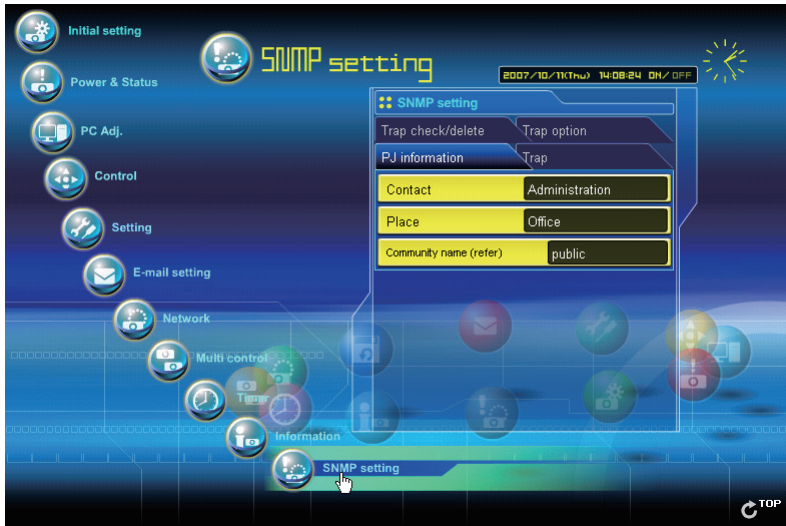 Initial setting
SNMP setting
2007/10/11(Thu) 14:08:24 ON/OFF
Power & Status
SNMP setting
Trap check/delete Trap option
PC Adj.
PJ information Trap
Control
Contact Administration
Place Office
Setting
Community name (refer) public
E-mail setting
Network
Multi control
Timer
Information
SNMP setting
TOP